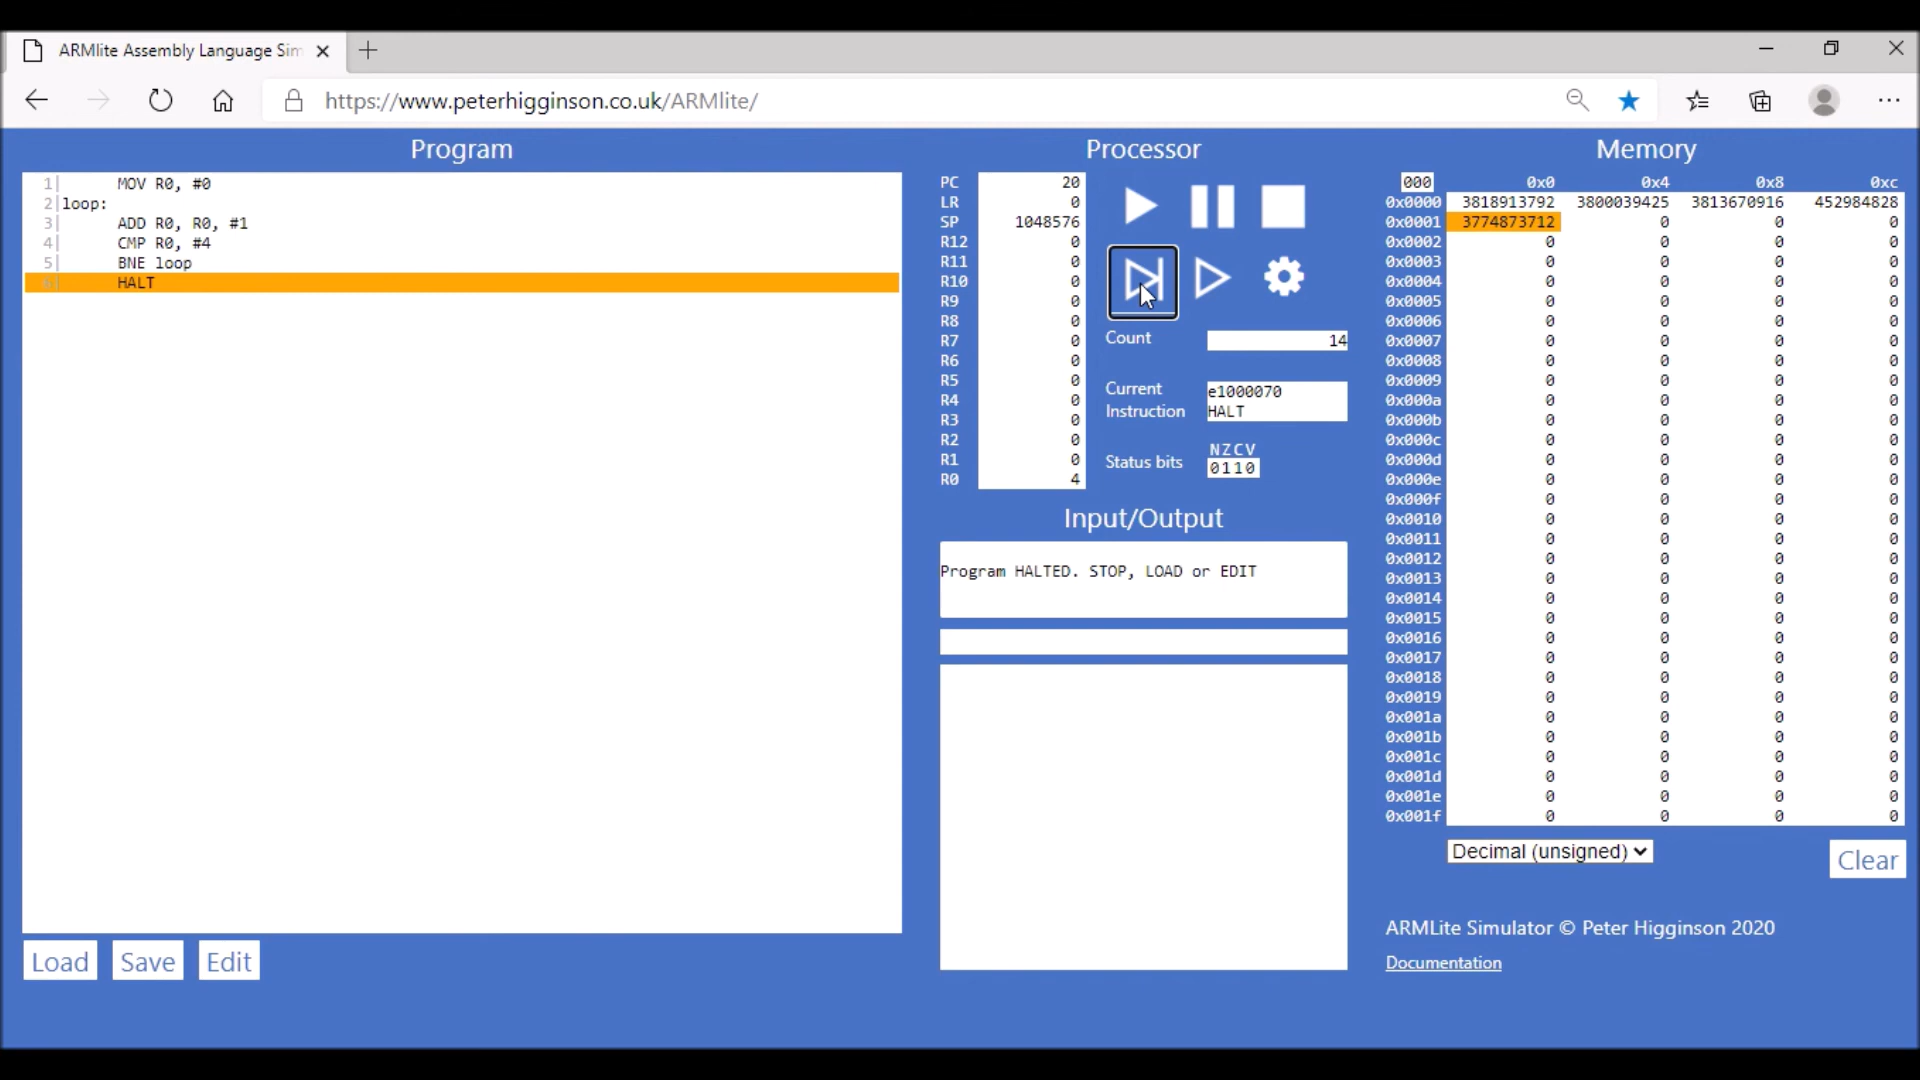 ARMlite Assembly Language Sim
https://www.peterhigginson.co.uk/ARMlite/
Program
1| MOV R0, #0
2|loop:
3| ADD R0, R0, #1
4| CMP R0, #4
5| BNE loop
6| HALT
Load Save Edit
Processor
PC 20
LR 0
SP 1048576
R12 0
R11 0
R10 0
R9 0
R8 0
R7 0
R6 0
R5 0
R4 0
R3 0
R2 0
R1 0
R0 4
Count 14
Current Instruction
e1000070
HALT
Status bits
NZCV
0110
Input/Output
Program HALTED. STOP, LOAD or EDIT
Memory
000 0x0 0x4 0x8 0xc
0x0000 3818913792 3800039425 3813670916 452984828
0x0001 3774873712 0 0 0
0x0002 0 0 0 0
0x0003 0 0 0 0
0x0004 0 0 0 0
0x0005 0 0 0 0
0x0006 0 0 0 0
0x0007 0 0 0 0
0x0008 0 0 0 0
0x0009 0 0 0 0
0x000a 0 0 0 0
0x000b 0 0 0 0
0x000c 0 0 0 0
0x000d 0 0 0 0
0x000e 0 0 0 0
0x000f 0 0 0 0
0x0010 0 0 0 0
0x0011 0 0 0 0
0x0012 0 0 0 0
0x0013 0 0 0 0
0x0014 0 0 0 0
0x0015 0 0 0 0
0x0016 0 0 0 0
0x0017 0 0 0 0
0x0018 0 0 0 0
0x0019 0 0 0 0
0x001a 0 0 0 0
0x001b 0 0 0 0
0x001c 0 0 0 0
0x001d 0 0 0 0
0x001e 0 0 0 0
0x001f 0 0 0 0
Decimal (unsigned)
Clear
ARMLite Simulator © Peter Higginson 2020
Documentation